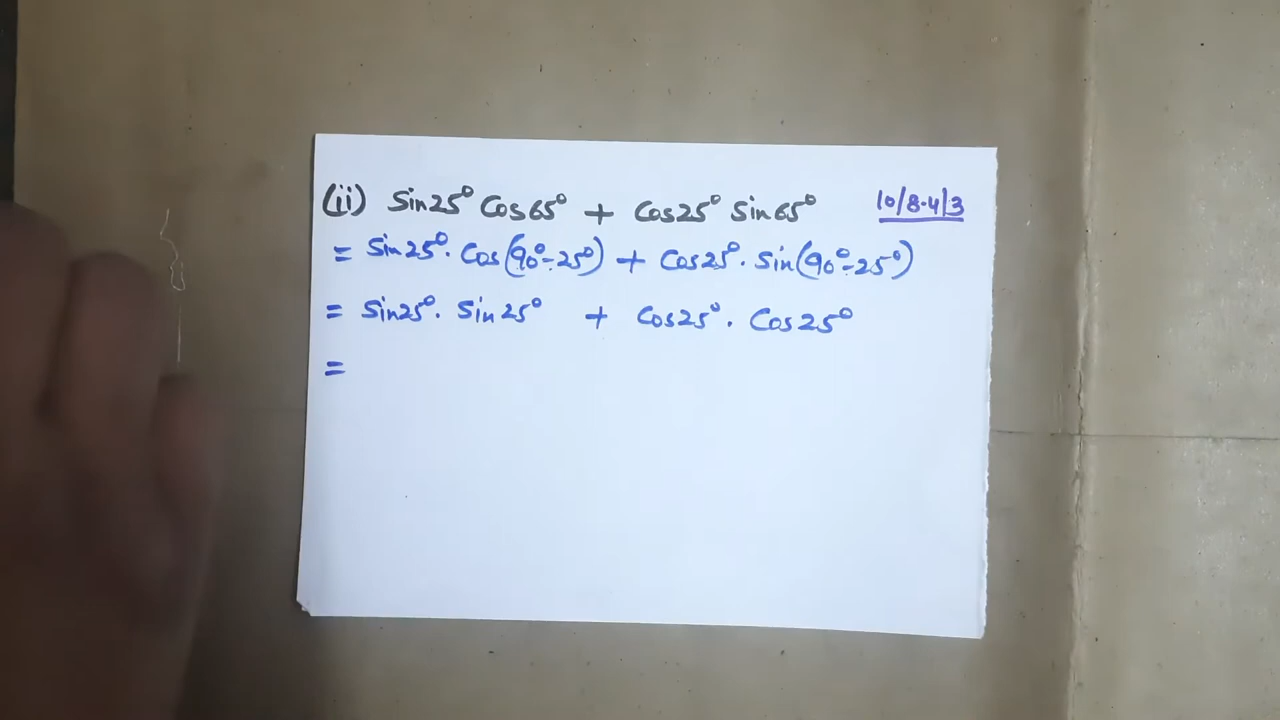 (ii) Sin25° Cos65° + Cos25° Sin65° 10/8.4/3
= Sin25°. Cos(90°-25°) + Cos25°. Sin(90°-25°)
= Sin25°. Sin25° + Cos25°. Cos25°
=